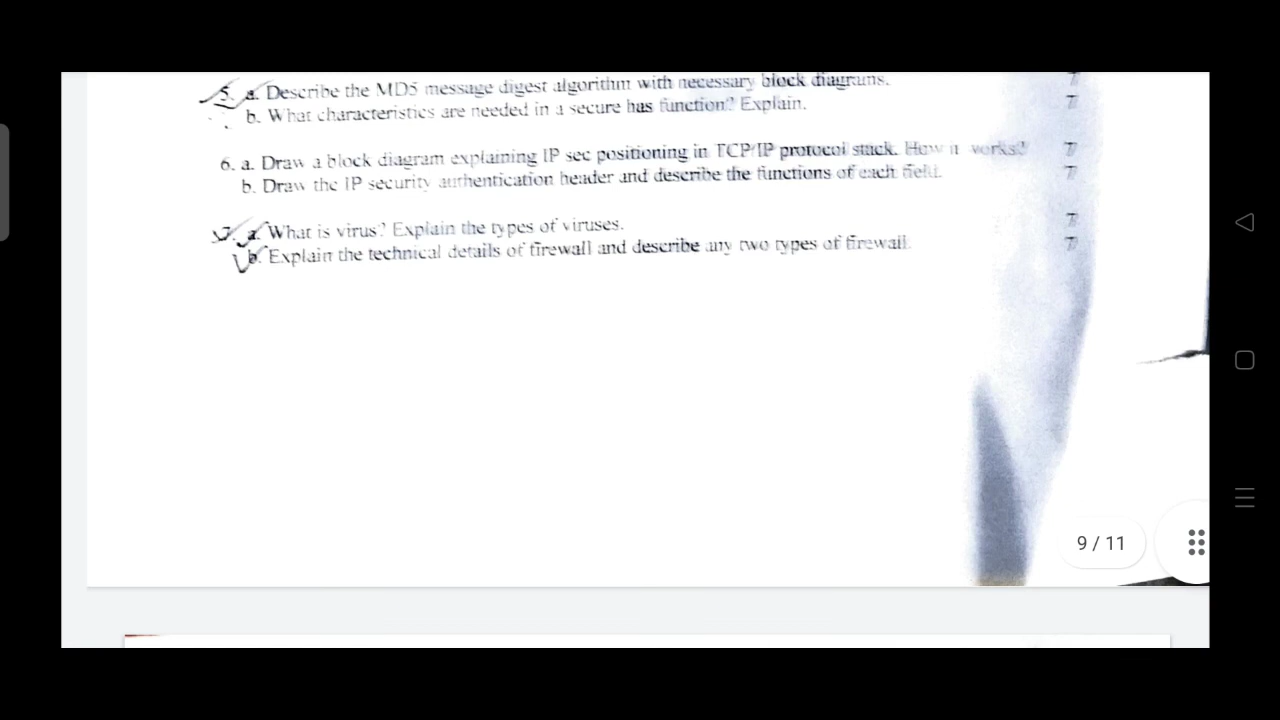 5. a. Describe the MD5 message digest algorithm with necessary block diagrams. 7
b. What characteristics are needed in a secure has function? Explain. 7
6. a. Draw a block diagram explaining IP sec positioning in TCP/IP protocol stack. How it works? 7
b. Draw the IP security authentication header and describe the functions of each field. 7
7. a. What is virus? Explain the types of viruses. 7
b. Explain the technical details of firewall and describe any two types of firewall. 7
9 / 11